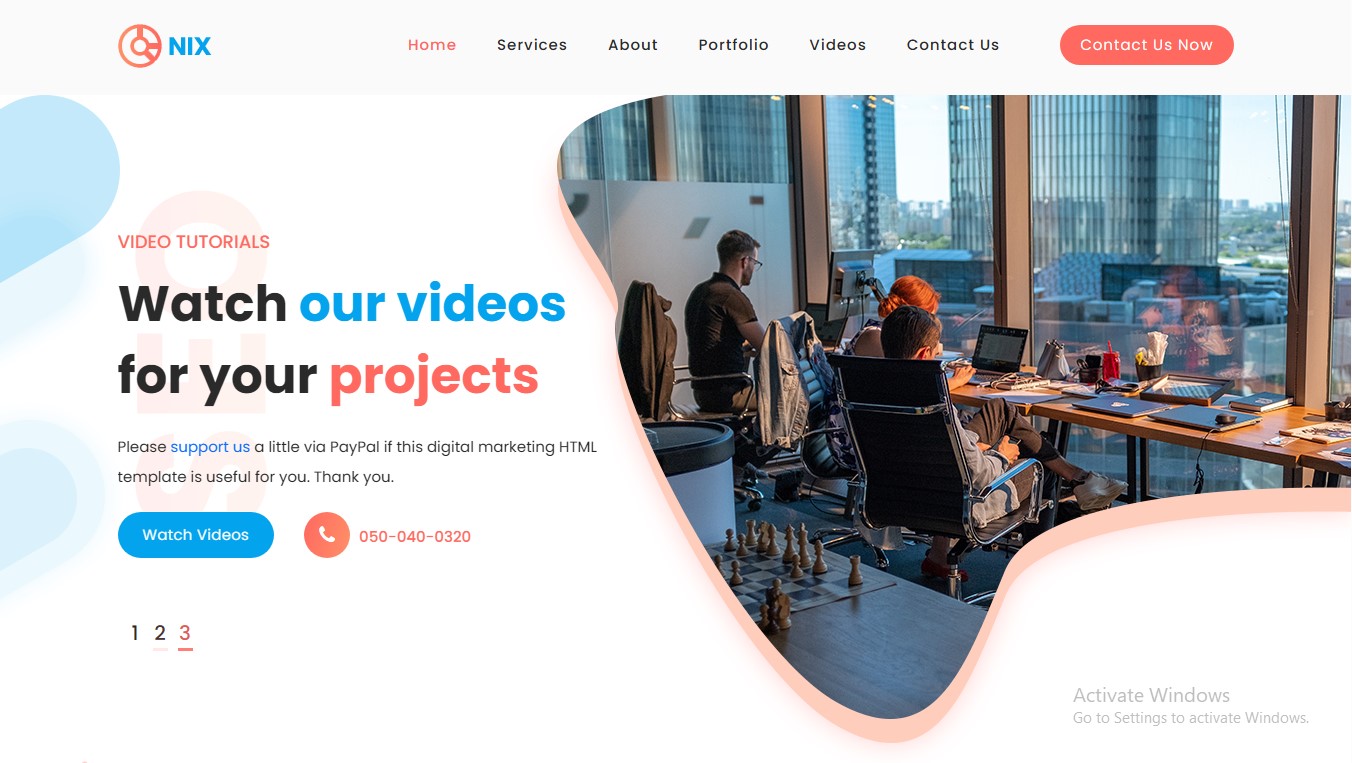 NIX
Home Services About Portfolio Videos Contact Us Contact Us Now
SEO
VIDEO TUTORIALS
Watch our videos
for your projects
Please support us a little via PayPal if this digital marketing HTML
template is useful for you. Thank you.
Watch Videos 050-040-0320
1 2 3
Activate Windows
Go to Settings to activate Windows.